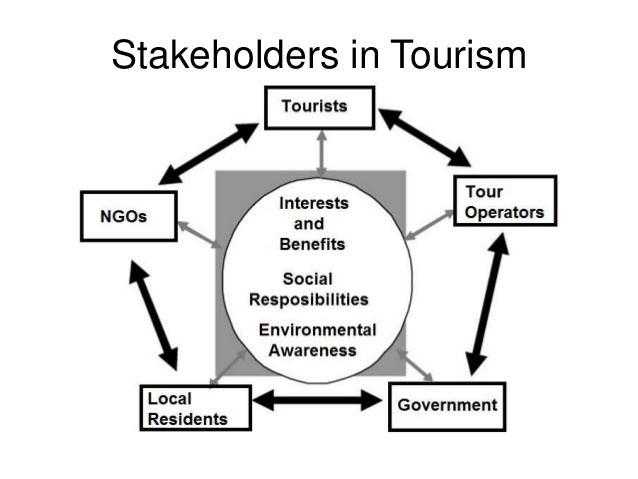 Stakeholders in Tourism
Tourists
NGOs
Interests
and
Benefits
Tour
Operators
Social
Resposibilities
Environmental
Awareness
Local
Residents
Government